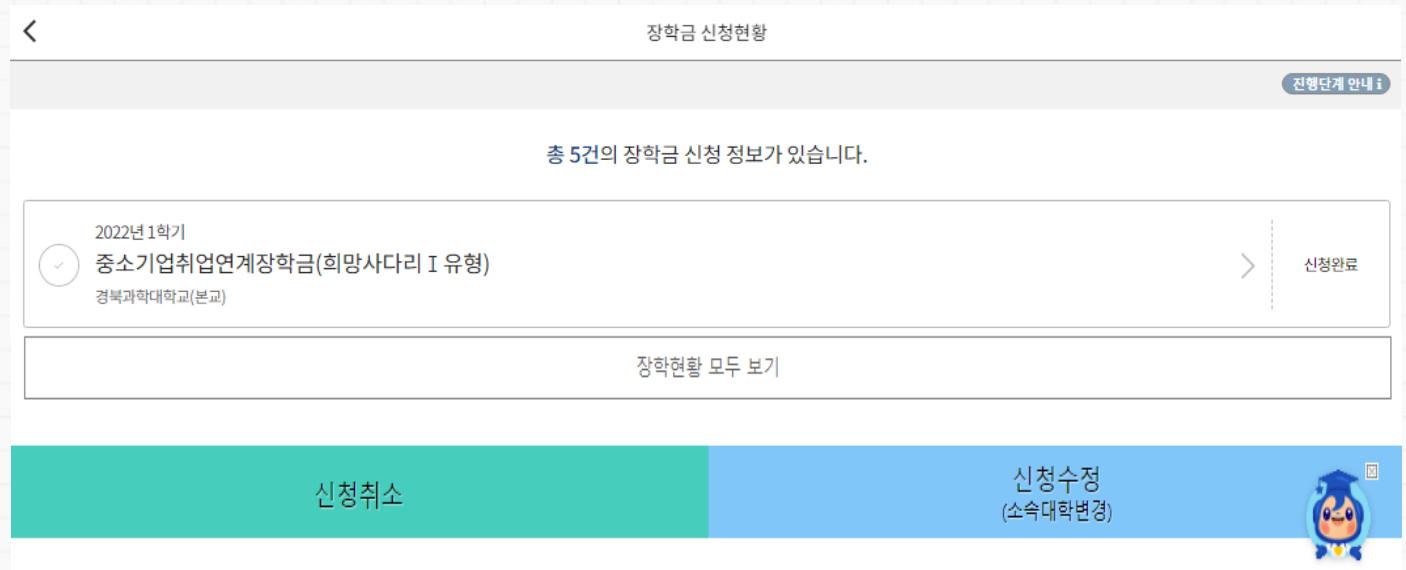 장학금 신청현황
진행단계 안내 i
총 5건의 장학금 신청 정보가 있습니다.
2022년 1학기
중소기업취업연계장학금(희망사다리 I 유형)
경북과학대학교(본교)
신청완료
장학현황 모두 보기
신청취소
신청수정
(소속대학변경)